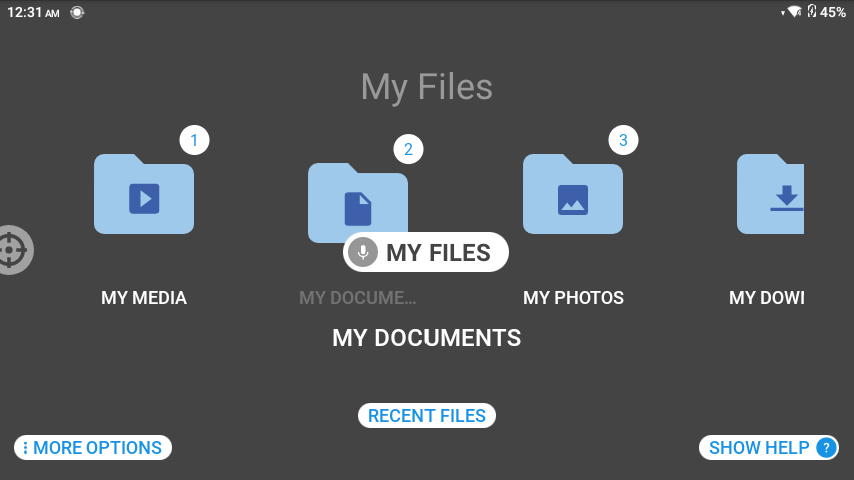 12:31 AM
45%
My Files
1
2
3
MY FILES
MY MEDIA
MY DOCUME...
MY PHOTOS
MY DOW
MY DOCUMENTS
RECENT FILES
MORE OPTIONS
SHOW HELP ?